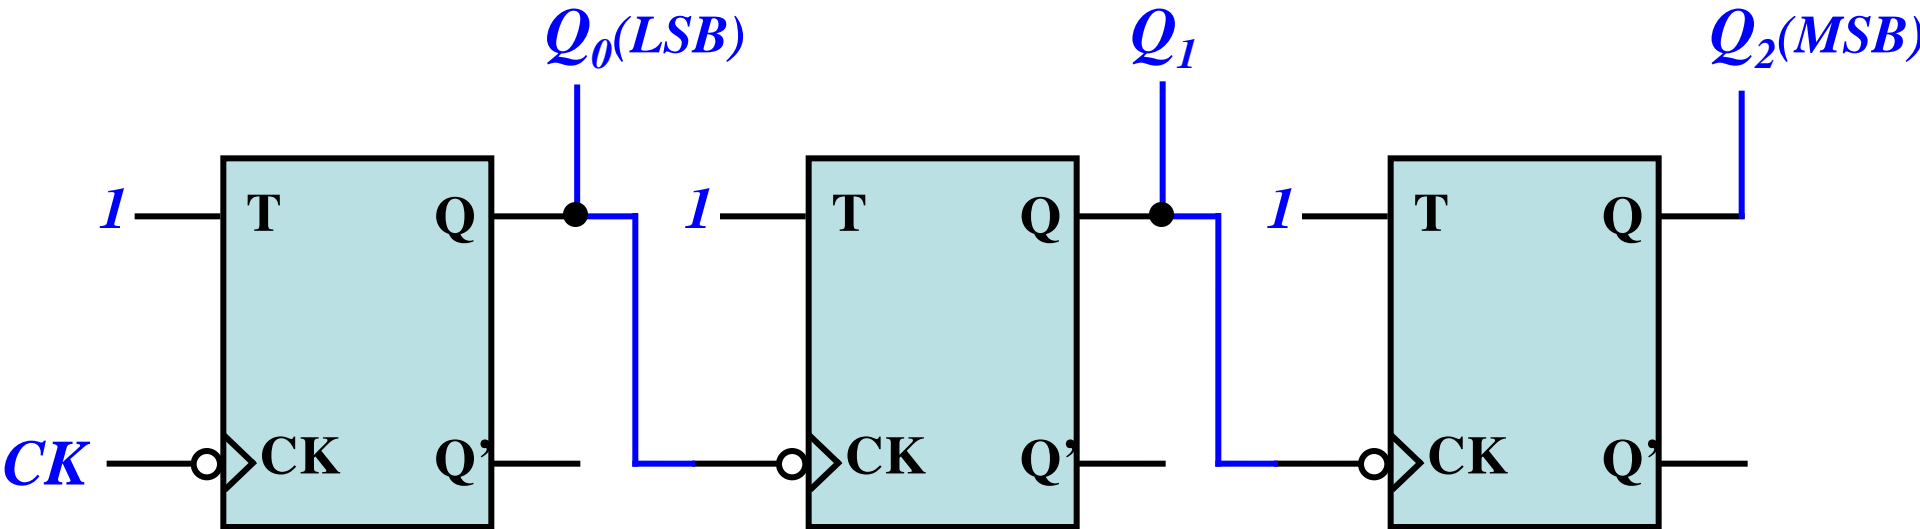 Q0(LSB) Q1 Q2(MSB)
1 T Q 1 T Q 1 T Q
CK CK Q’ CK Q’ CK Q’